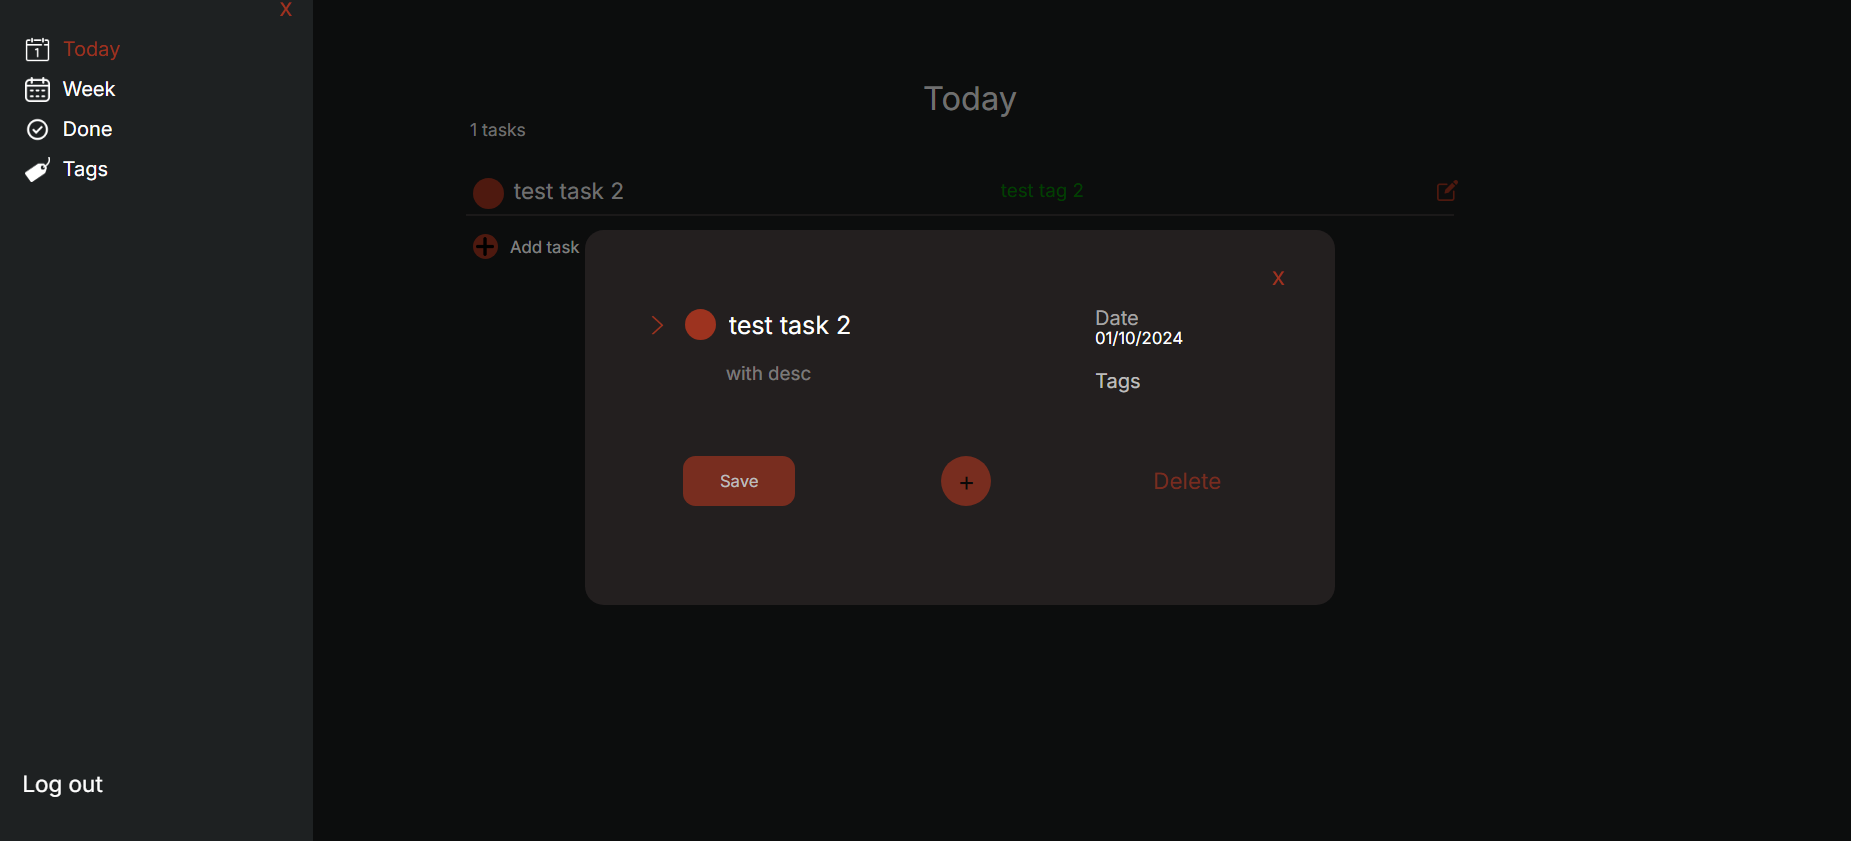 X
1
Today
Week
Done
Tags
Log out
Today
1 tasks
test task 2
test tag 2
Add task
X
test task 2
with desc
Date
01/10/2024
Tags
Save
+
Delete